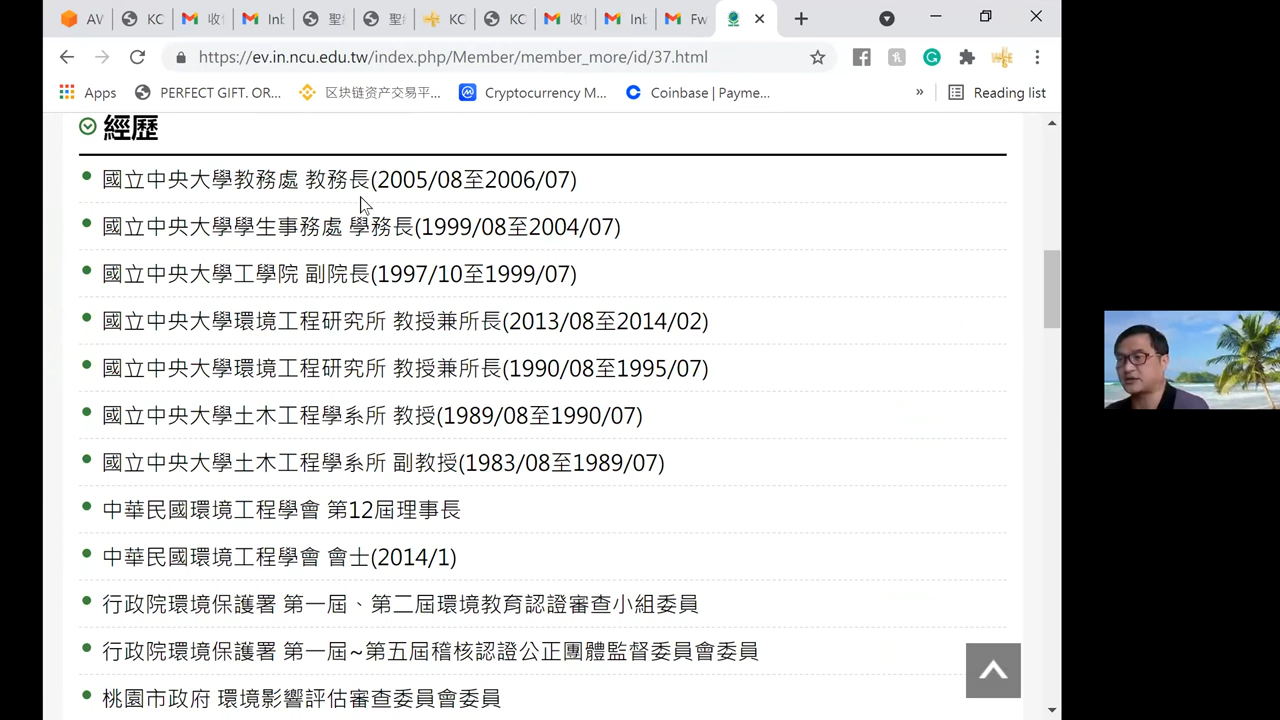 AV
KC
收
Inb
聖
聖
KC
KC
收
Inb
Fw
https://ev.in.ncu.edu.tw/index.php/Member/member_more/id/37.html
Apps
PERFECT GIFT. OR...
区块链资产交易平...
Cryptocurrency M...
Coinbase | Payme...
»
Reading list
經歷
國立中央大學教務處 教務長(2005/08至2006/07)
國立中央大學學生事務處 學務長(1999/08至2004/07)
國立中央大學工學院 副院長(1997/10至1999/07)
國立中央大學環境工程研究所 教授兼所長(2013/08至2014/02)
國立中央大學環境工程研究所 教授兼所長(1990/08至1995/07)
國立中央大學土木工程學系所 教授(1989/08至1990/07)
國立中央大學土木工程學系所 副教授(1983/08至1989/07)
中華民國環境工程學會 第12屆理事長
中華民國環境工程學會 會士(2014/1)
行政院環境保護署 第一屆、第二屆環境教育認證審查小組委員
行政院環境保護署 第一屆~第五屆稽核認證公正團體監督委員會委員
桃園市政府 環境影響評估審查委員會委員